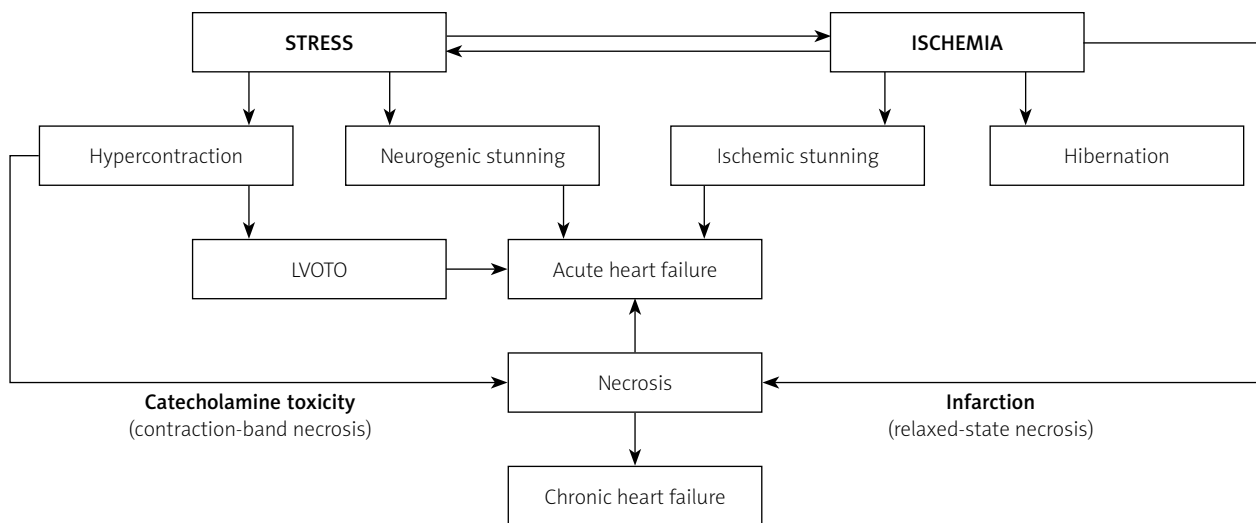 STRESS
ISCHEMIA
Hypercontraction
Neurogenic stunning
Ischemic stunning
Hibernation
LVOTO
Acute heart failure
Necrosis
Catecholamine toxicity
(contraction-band necrosis)
Infarction
(relaxed-state necrosis)
Chronic heart failure